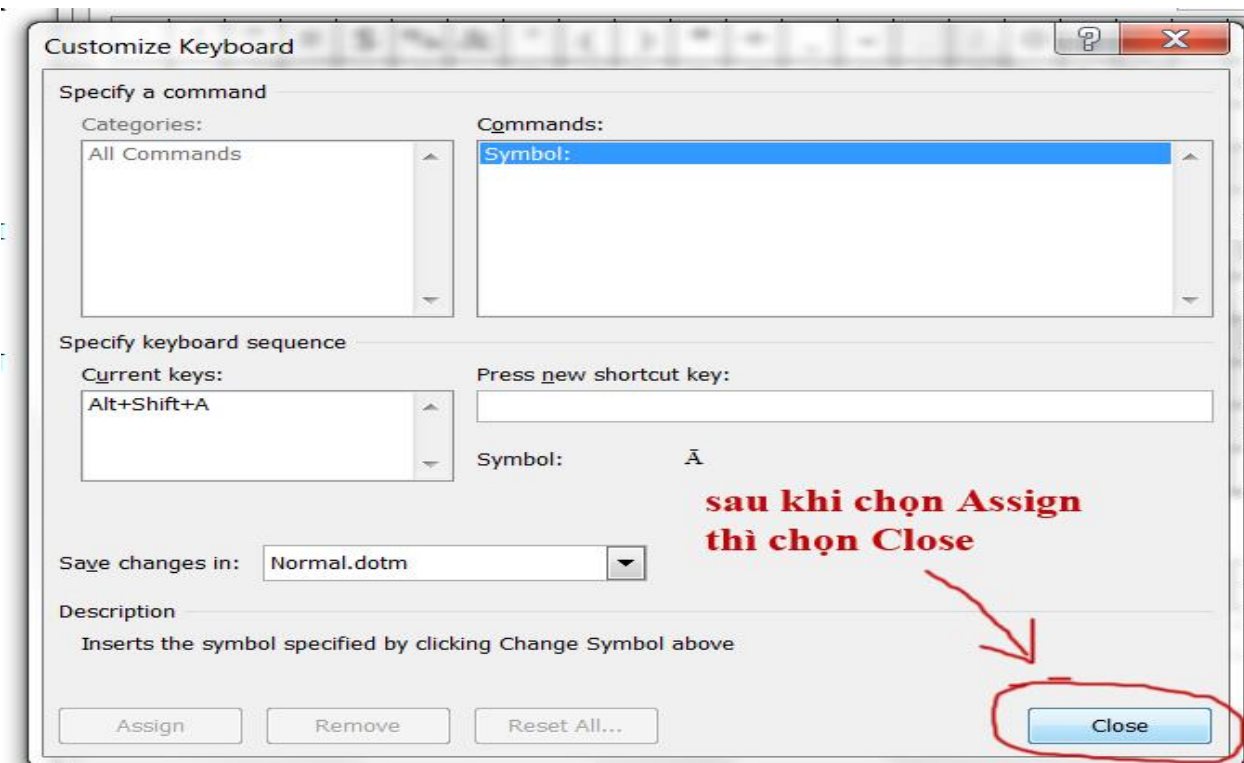 Customize Keyboard
Specify a command
Categories:
Commands:
All Commands
Symbol:
Specify keyboard sequence
Current keys:
Press new shortcut key:
Alt+Shift+A
Symbol: Ā
sau khi chọn Assign
thì chọn Close
Save changes in: Normal.dotm
Description
Inserts the symbol specified by clicking Change Symbol above
Assign Remove Reset All... Close